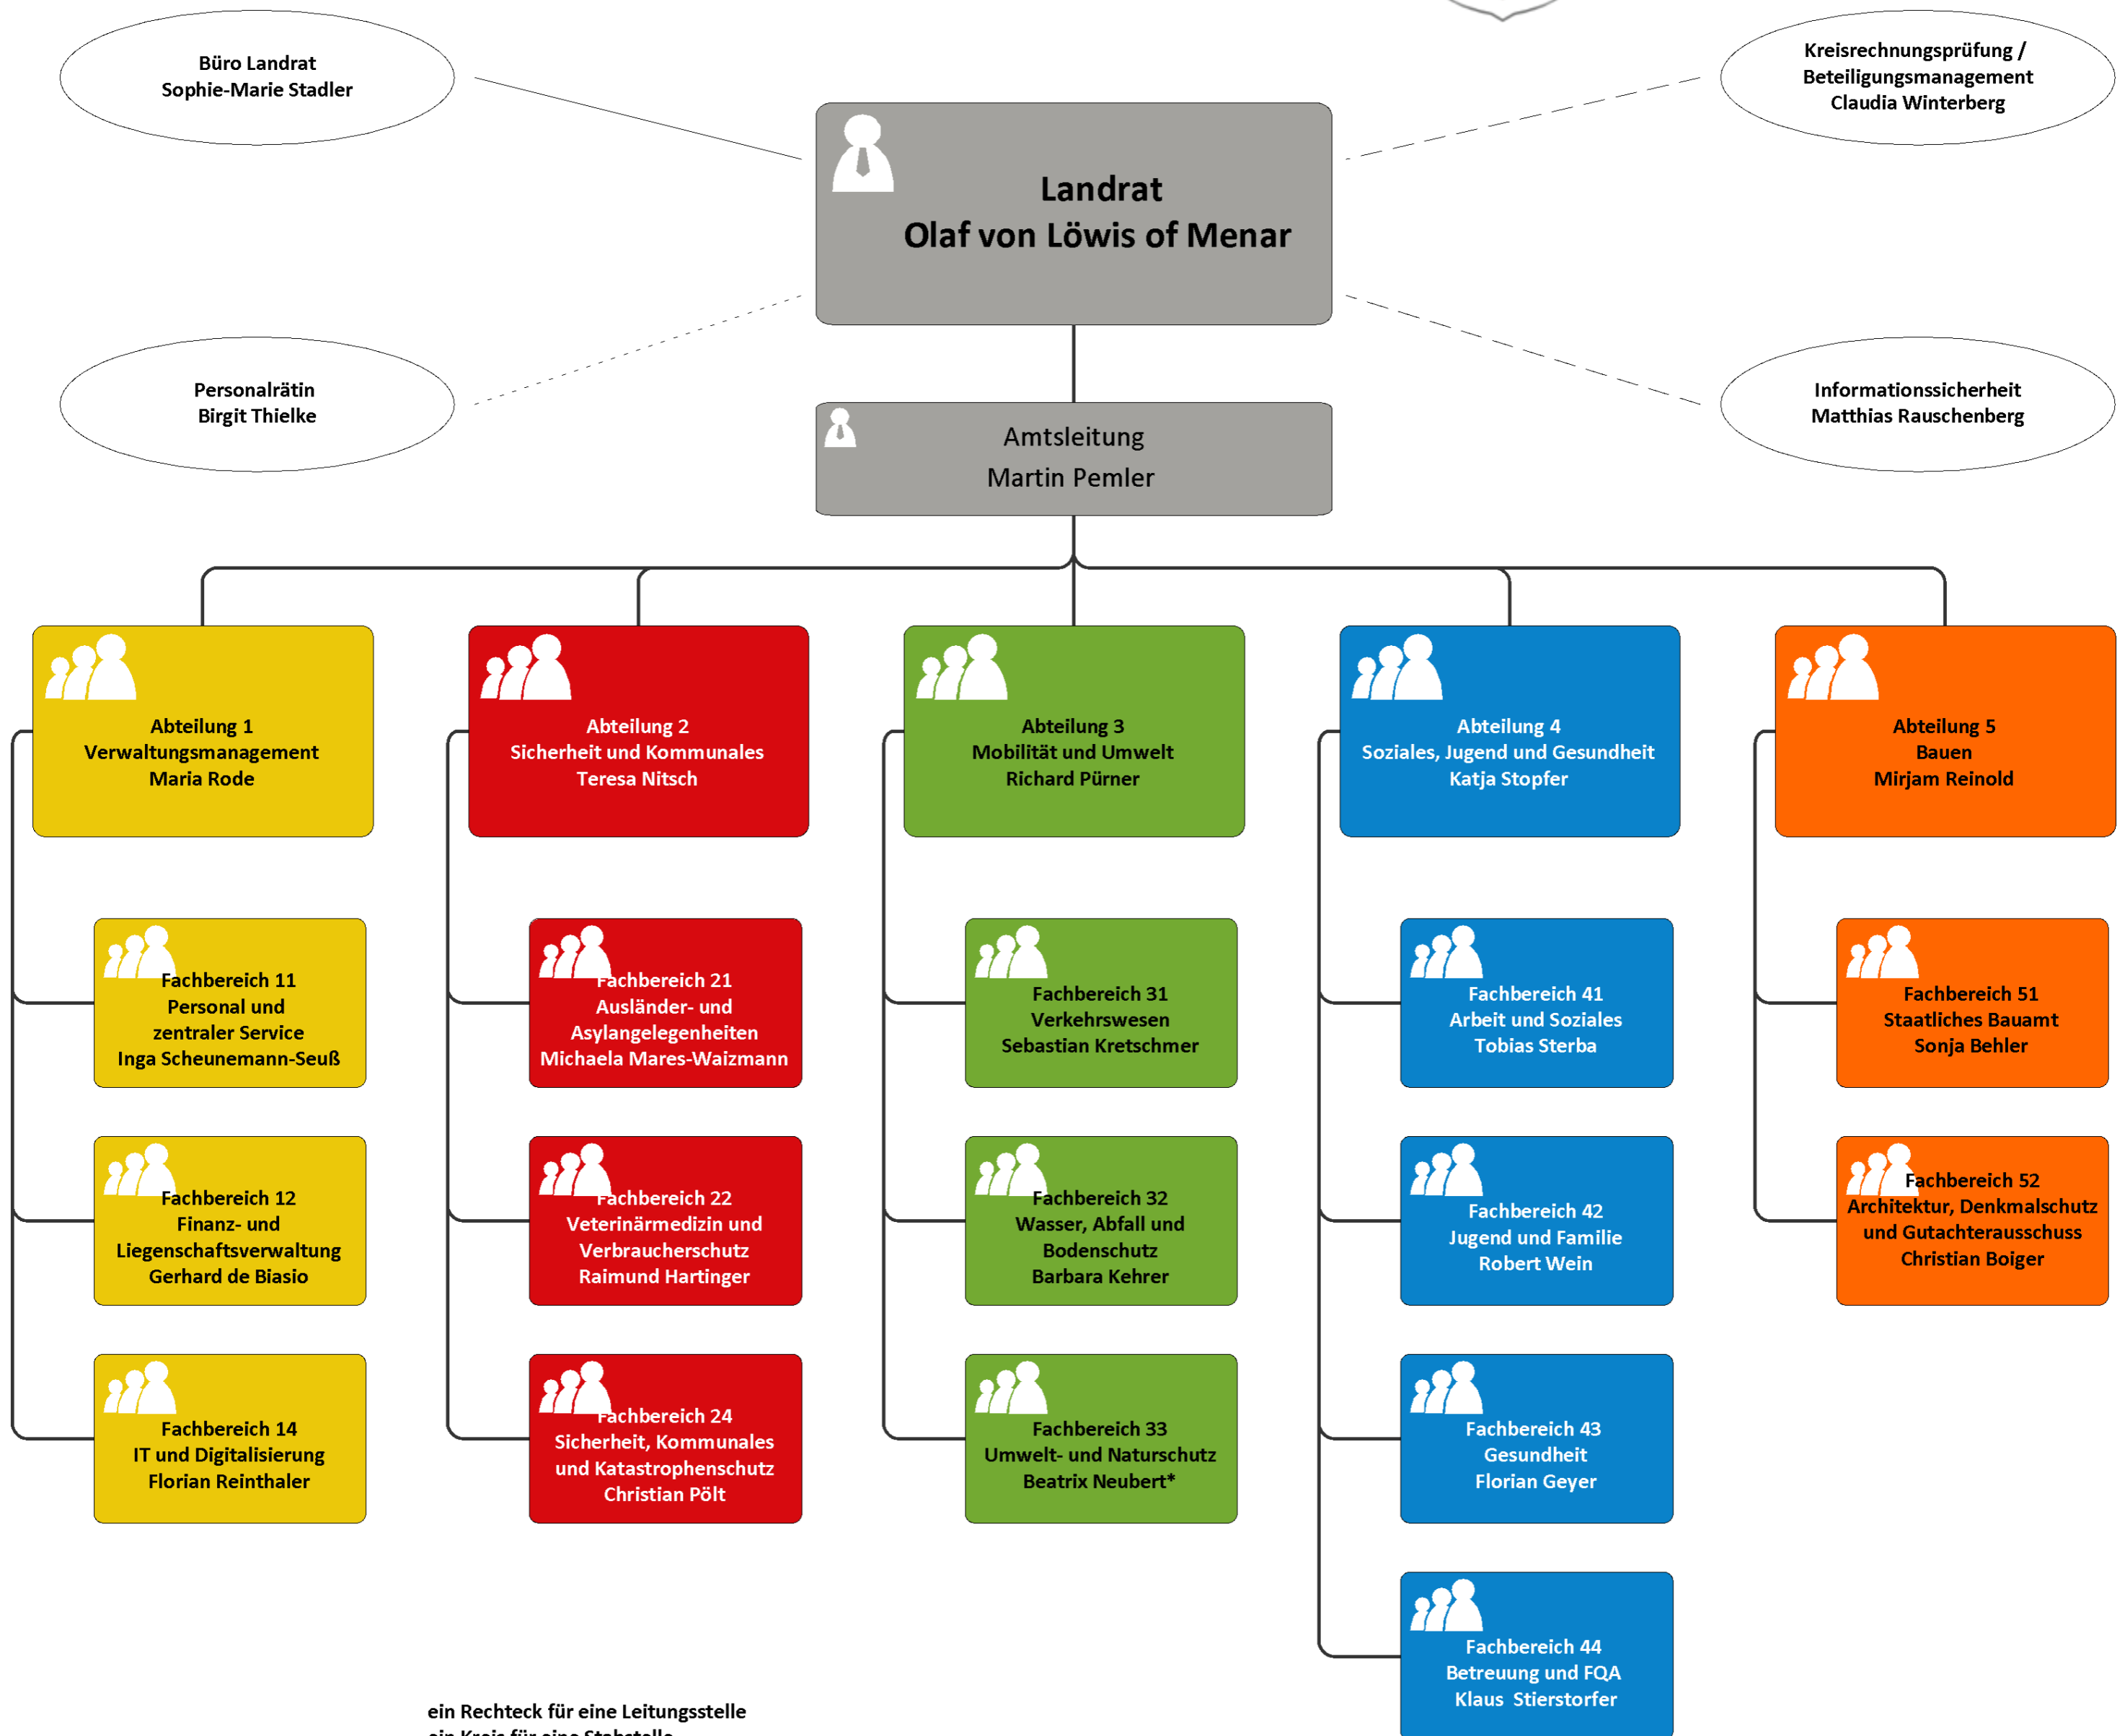 Büro Landrat
Sophie-Marie Stadler
Kreisrechnungsprüfung /
Beteiligungsmanagement
Claudia Winterberg
Landrat
Olaf von Löwis of Menar
Personalrätin
Birgit Thielke
Informationssicherheit
Matthias Rauschenberg
Amtsleitung
Martin Pemler
Abteilung 1
Verwaltungsmanagement
Maria Rode
Abteilung 2
Sicherheit und Kommunales
Teresa Nitsch
Abteilung 3
Mobilität und Umwelt
Richard Pürner
Abteilung 4
Soziales, Jugend und Gesundheit
Katja Stopfer
Abteilung 5
Bauen
Mirjam Reinold
Fachbereich 11
Personal und
zentraler Service
Inga Scheunemann-Seuß
Fachbereich 21
Ausländer- und
Asylangelegenheiten
Michaela Mares-Waizmann
Fachbereich 31
Verkehrswesen
Sebastian Kretschmer
Fachbereich 41
Arbeit und Soziales
Tobias Sterba
Fachbereich 51
Staatliches Bauamt
Sonja Behler
Fachbereich 12
Finanz- und
Liegenschaftsverwaltung
Gerhard de Biasio
Fachbereich 22
Veterinärmedizin und
Verbraucherschutz
Raimund Hartinger
Fachbereich 32
Wasser, Abfall und
Bodenschutz
Barbara Kehrer
Fachbereich 42
Jugend und Familie
Robert Wein
Fachbereich 52
Architektur, Denkmalschutz
und Gutachterausschuss
Christian Boiger
Fachbereich 14
IT und Digitalisierung
Florian Reinthaler
Fachbereich 24
Sicherheit, Kommunales
und Katastrophenschutz
Christian Pölt
Fachbereich 33
Umwelt- und Naturschutz
Beatrix Neubert*
Fachbereich 43
Gesundheit
Florian Geyer
Fachbereich 44
Betreuung und FQA
Klaus Stierstorfer
ein Rechteck für eine Leitungsstelle
ein Kreis für eine Stabstelle